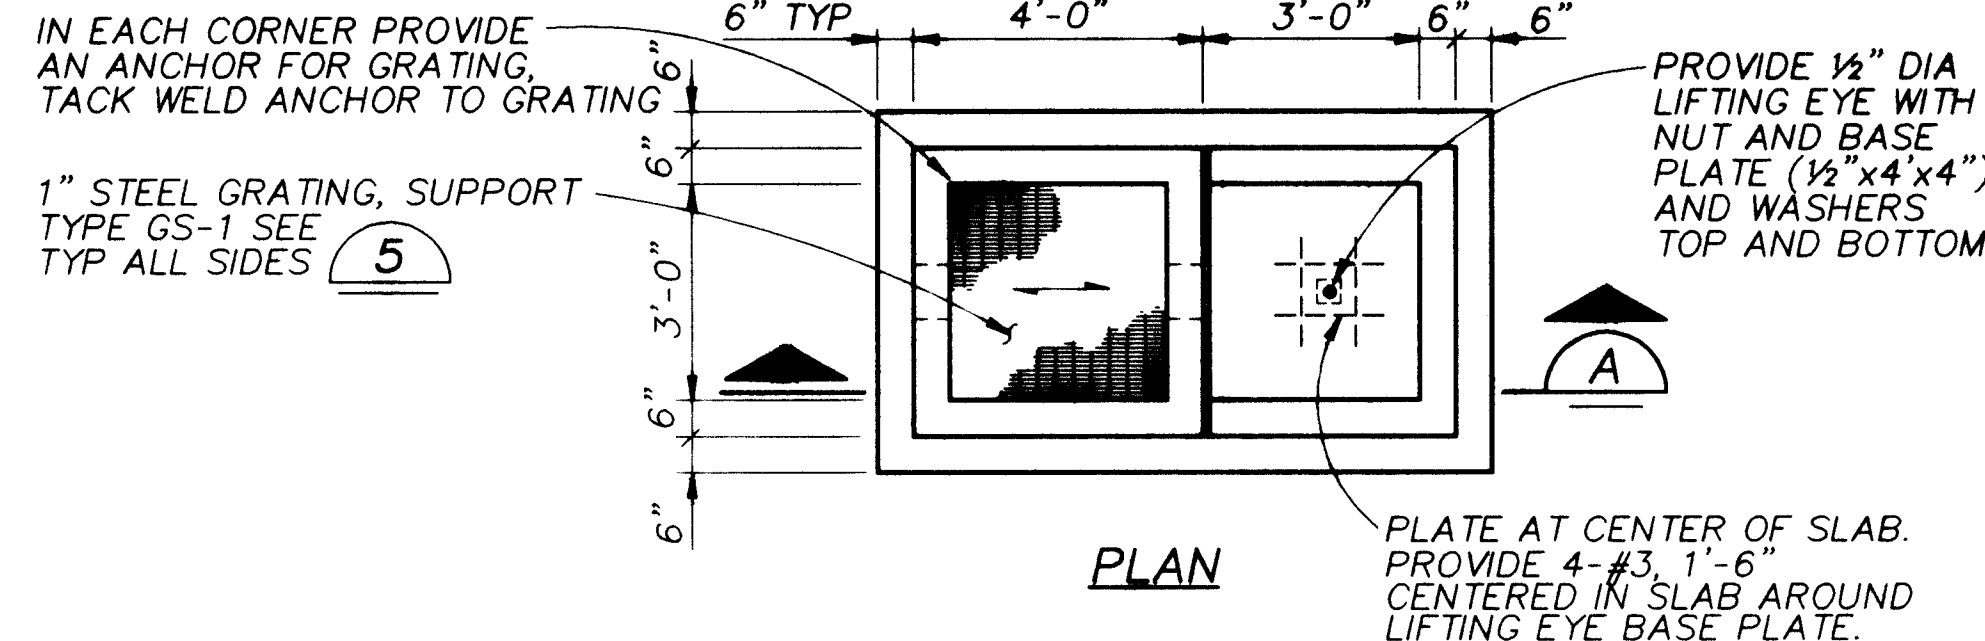 IN EACH CORNER PROVIDE
AN ANCHOR FOR GRATING,
TACK WELD ANCHOR TO GRATING
1" STEEL GRATING, SUPPORT
TYPE GS-1 SEE
TYP ALL SIDES
5
6" TYP
4'-0"
3'-0"
6"
6"
6"
6"
3'-0"
6"
6"
PROVIDE ½" DIA
LIFTING EYE WITH
NUT AND BASE
PLATE (½"x4'x4")
AND WASHERS
TOP AND BOTTOM
A
PLATE AT CENTER OF SLAB.
PROVIDE 4-#3, 1'-6"
CENTERED IN SLAB AROUND
LIFTING EYE BASE PLATE.
PLAN